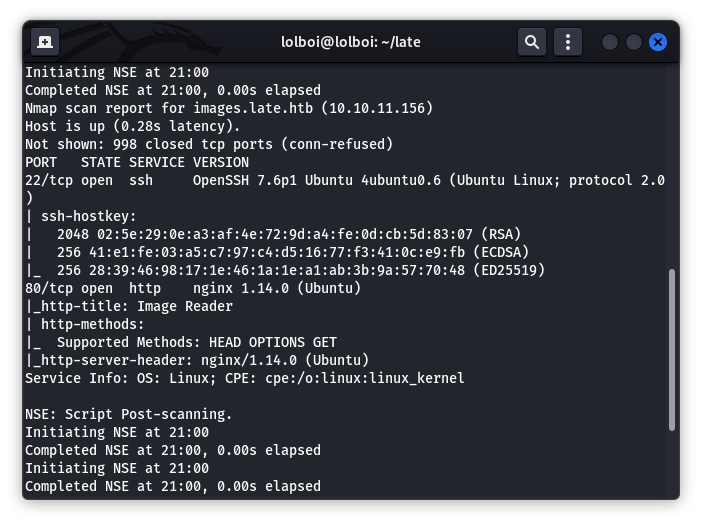 lolboi@lolboi: ~/late
Initiating NSE at 21:00
Completed NSE at 21:00, 0.00s elapsed
Nmap scan report for images.late.htb (10.10.11.156)
Host is up (0.28s latency).
Not shown: 998 closed tcp ports (conn-refused)
PORT   STATE SERVICE VERSION
22/tcp open  ssh     OpenSSH 7.6p1 Ubuntu 4ubuntu0.6 (Ubuntu Linux; protocol 2.0
)
| ssh-hostkey:
|   2048 02:5e:29:0e:a3:af:4e:72:9d:a4:fe:0d:cb:5d:83:07 (RSA)
|   256 41:e1:fe:03:a5:c7:97:c4:d5:16:77:f3:41:0c:e9:fb (ECDSA)
|_  256 28:39:46:98:17:1e:46:1a:1e:a1:ab:3b:9a:57:70:48 (ED25519)
80/tcp open  http    nginx 1.14.0 (Ubuntu)
|_http-title: Image Reader
| http-methods:
|_  Supported Methods: HEAD OPTIONS GET
|_http-server-header: nginx/1.14.0 (Ubuntu)
Service Info: OS: Linux; CPE: cpe:/o:linux:linux_kernel

NSE: Script Post-scanning.
Initiating NSE at 21:00
Completed NSE at 21:00, 0.00s elapsed
Initiating NSE at 21:00
Completed NSE at 21:00, 0.00s elapsed